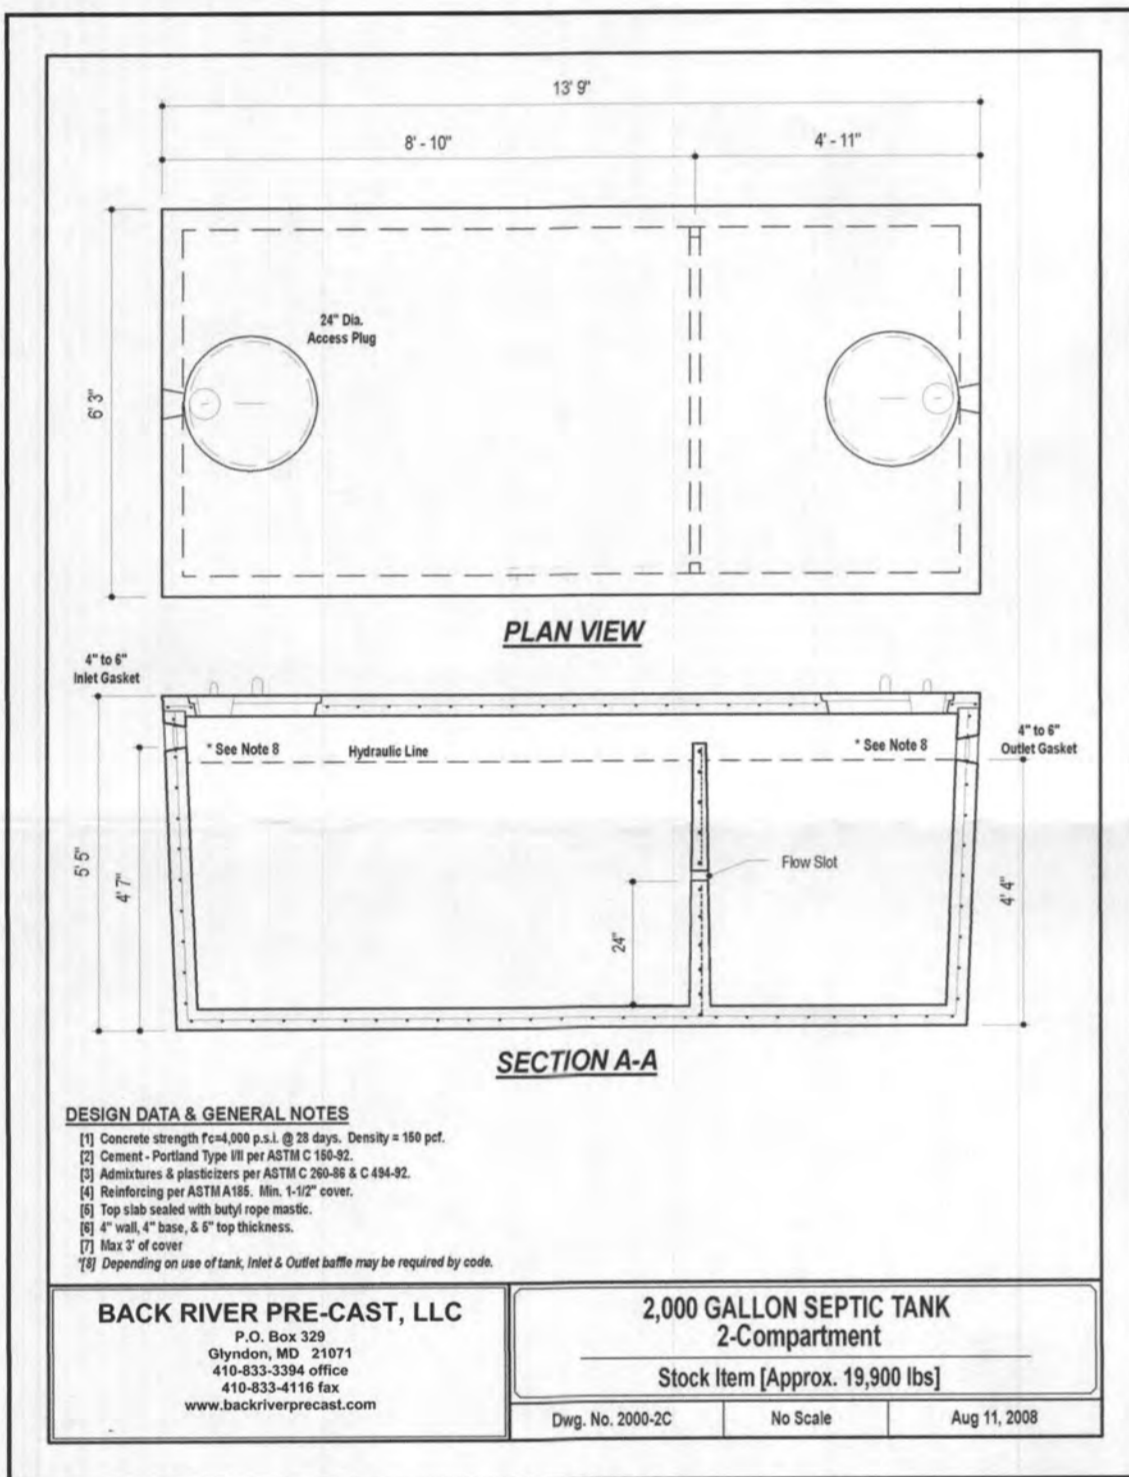 13' 9"
8' - 10"
4' - 11"
24" Dia.
Access Plug
6' 3"
PLAN VIEW
4" to 6"
Inlet Gasket
* See Note 8
Hydraulic Line
* See Note 8
4" to 6"
Outlet Gasket
5' 5"
4' 7"
Flow Slot
24"
4' 4"
SECTION A-A
DESIGN DATA & GENERAL NOTES
[1] Concrete strength f'c=4,000 p.s.i. @ 28 days. Density = 150 pcf.
[2] Cement - Portland Type I/II per ASTM C 150-92.
[3] Admixtures & plasticizers per ASTM C 260-86 & C 494-92.
[4] Reinforcing per ASTM A185. Min. 1-1/2" cover.
[5] Top slab sealed with butyl rope mastic.
[6] 4" wall, 4" base, & 5" top thickness.
[7] Max 3' of cover
*[8] Depending on use of tank, Inlet & Outlet baffle may be required by code.
BACK RIVER PRE-CAST, LLC
P.O. Box 329
Glyndon, MD 21071
410-833-3394 office
410-833-4116 fax
www.backriverprecast.com
2,000 GALLON SEPTIC TANK
2-Compartment
Stock Item [Approx. 19,900 lbs]
Dwg. No. 2000-2C
No Scale
Aug 11, 2008